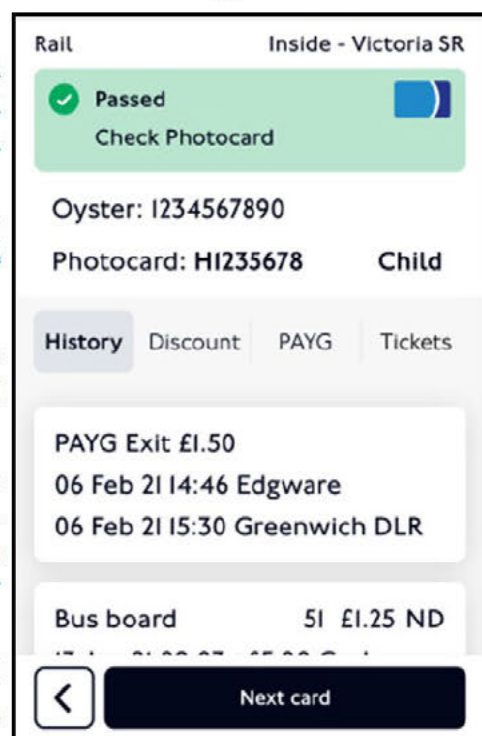 Rail Inside - Victoria SR
Passed
Check Photocard
Oyster: 1234567890
Photocard: H1235678 Child
History Discount PAYG Tickets
PAYG Exit £1.50
06 Feb 21 14:46 Edgware
06 Feb 21 15:30 Greenwich DLR
Bus board 51 £1.25 ND
Next card